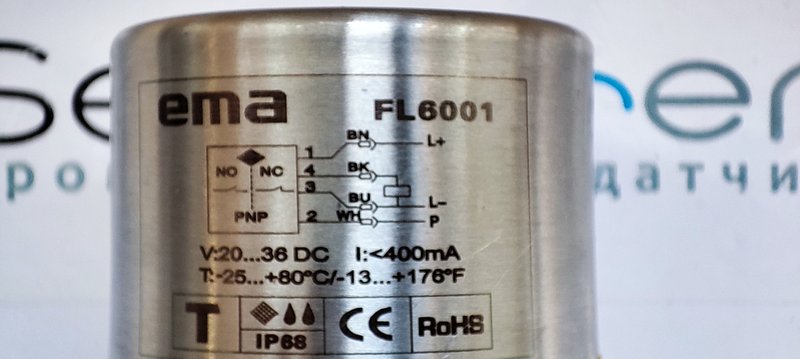 ema FL6001
BN L+
1
4 BK
NO NC
3
BU L-
PNP 2 WH P
V:20...36 DC I:<400mA
T:-25...+80°C/-13...+176°F
T IP68 CE RoHS
датчи